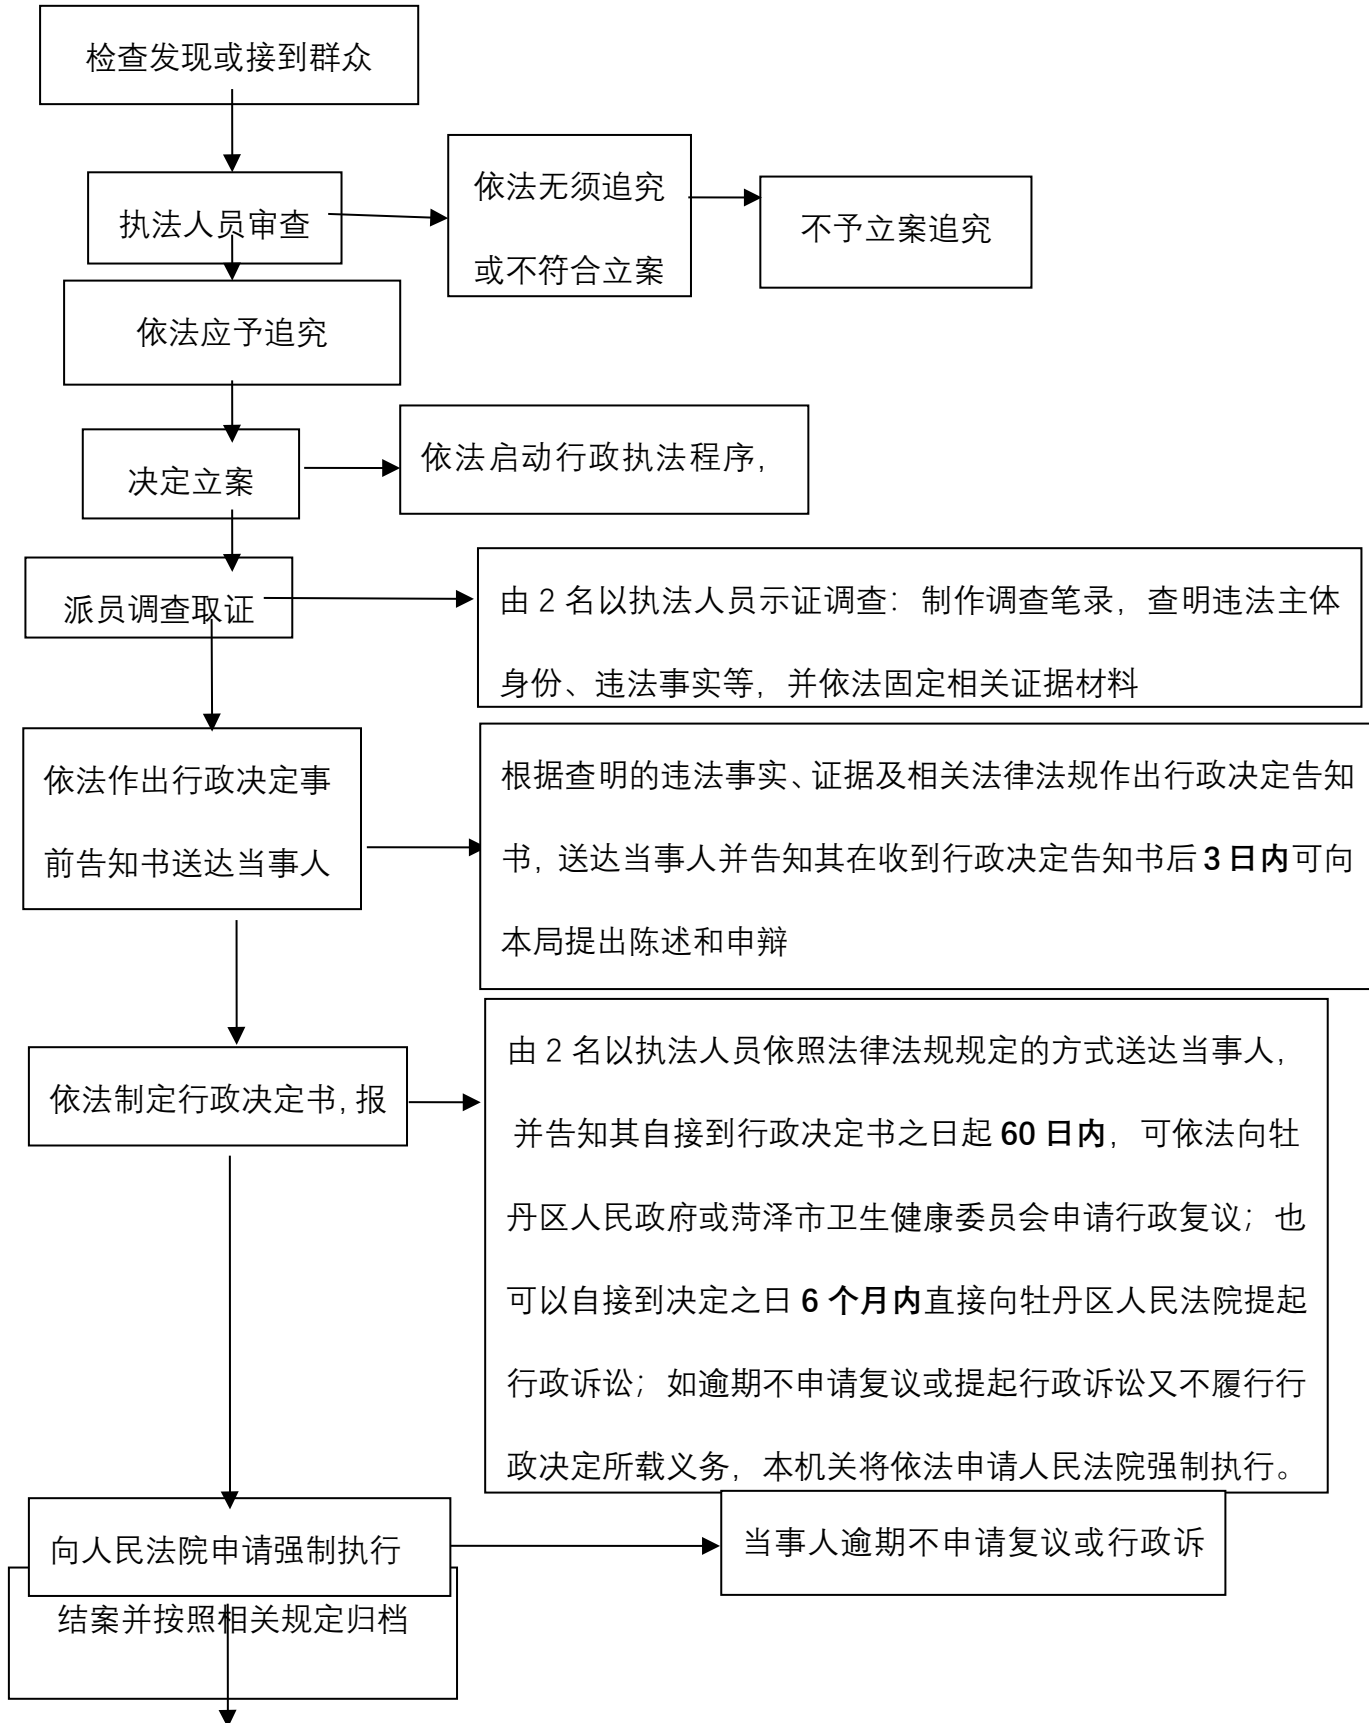 检查发现或接到群众
执法人员审查
依法无须追究
或不符合立案
不予立案追究
依法应予追究
决定立案
依法启动行政执法程序，
派员调查取证
由 2 名以执法人员示证调查：制作调查笔录，查明违法主体
身份、违法事实等，并依法固定相关证据材料
依法作出行政决定事
前告知书送达当事人
根据查明的违法事实、证据及相关法律法规作出行政决定告知
书，送达当事人并告知其在收到行政决定告知书后 3 日内可向
本局提出陈述和申辩
依法制定行政决定书，报
由 2 名以执法人员依照法律法规规定的方式送达当事人，
并告知其自接到行政决定书之日起 60 日内，可依法向牡
丹区人民政府或菏泽市卫生健康委员会申请行政复议；也
可以自接到决定之日 6 个月内直接向牡丹区人民法院提起
行政诉讼；如逾期不申请复议或提起行政诉讼又不履行行
政决定所载义务，本机关将依法申请人民法院强制执行。
向人民法院申请强制执行
当事人逾期不申请复议或行政诉
结案并按照相关规定归档